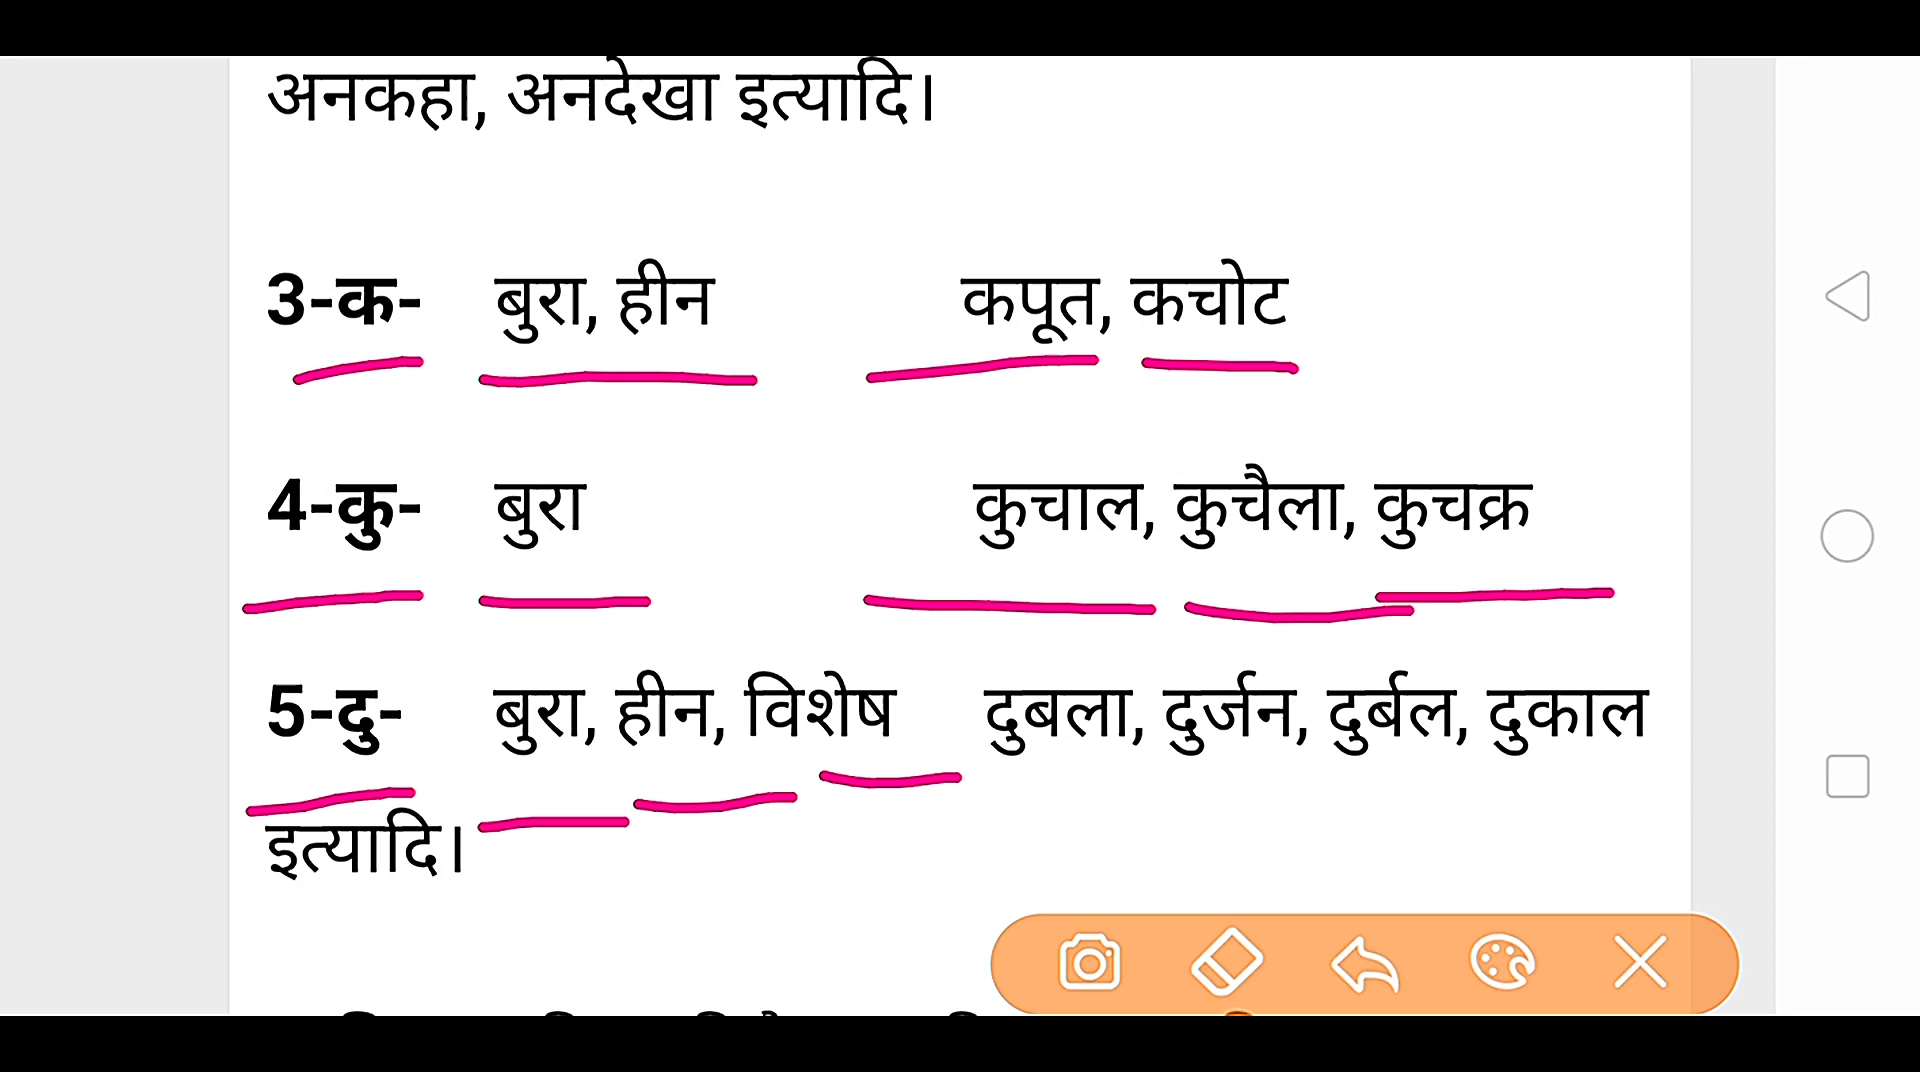 अनकहा, अनदेखा इत्यादि।
3-क- बुरा, हीन कपूत, कचोट
4-कु- बुरा कुचाल, कुचैला, कुचक्र
5-दु- बुरा, हीन, विशेष दुबला, दुर्जन, दुर्बल, दुकाल
इत्यादि।